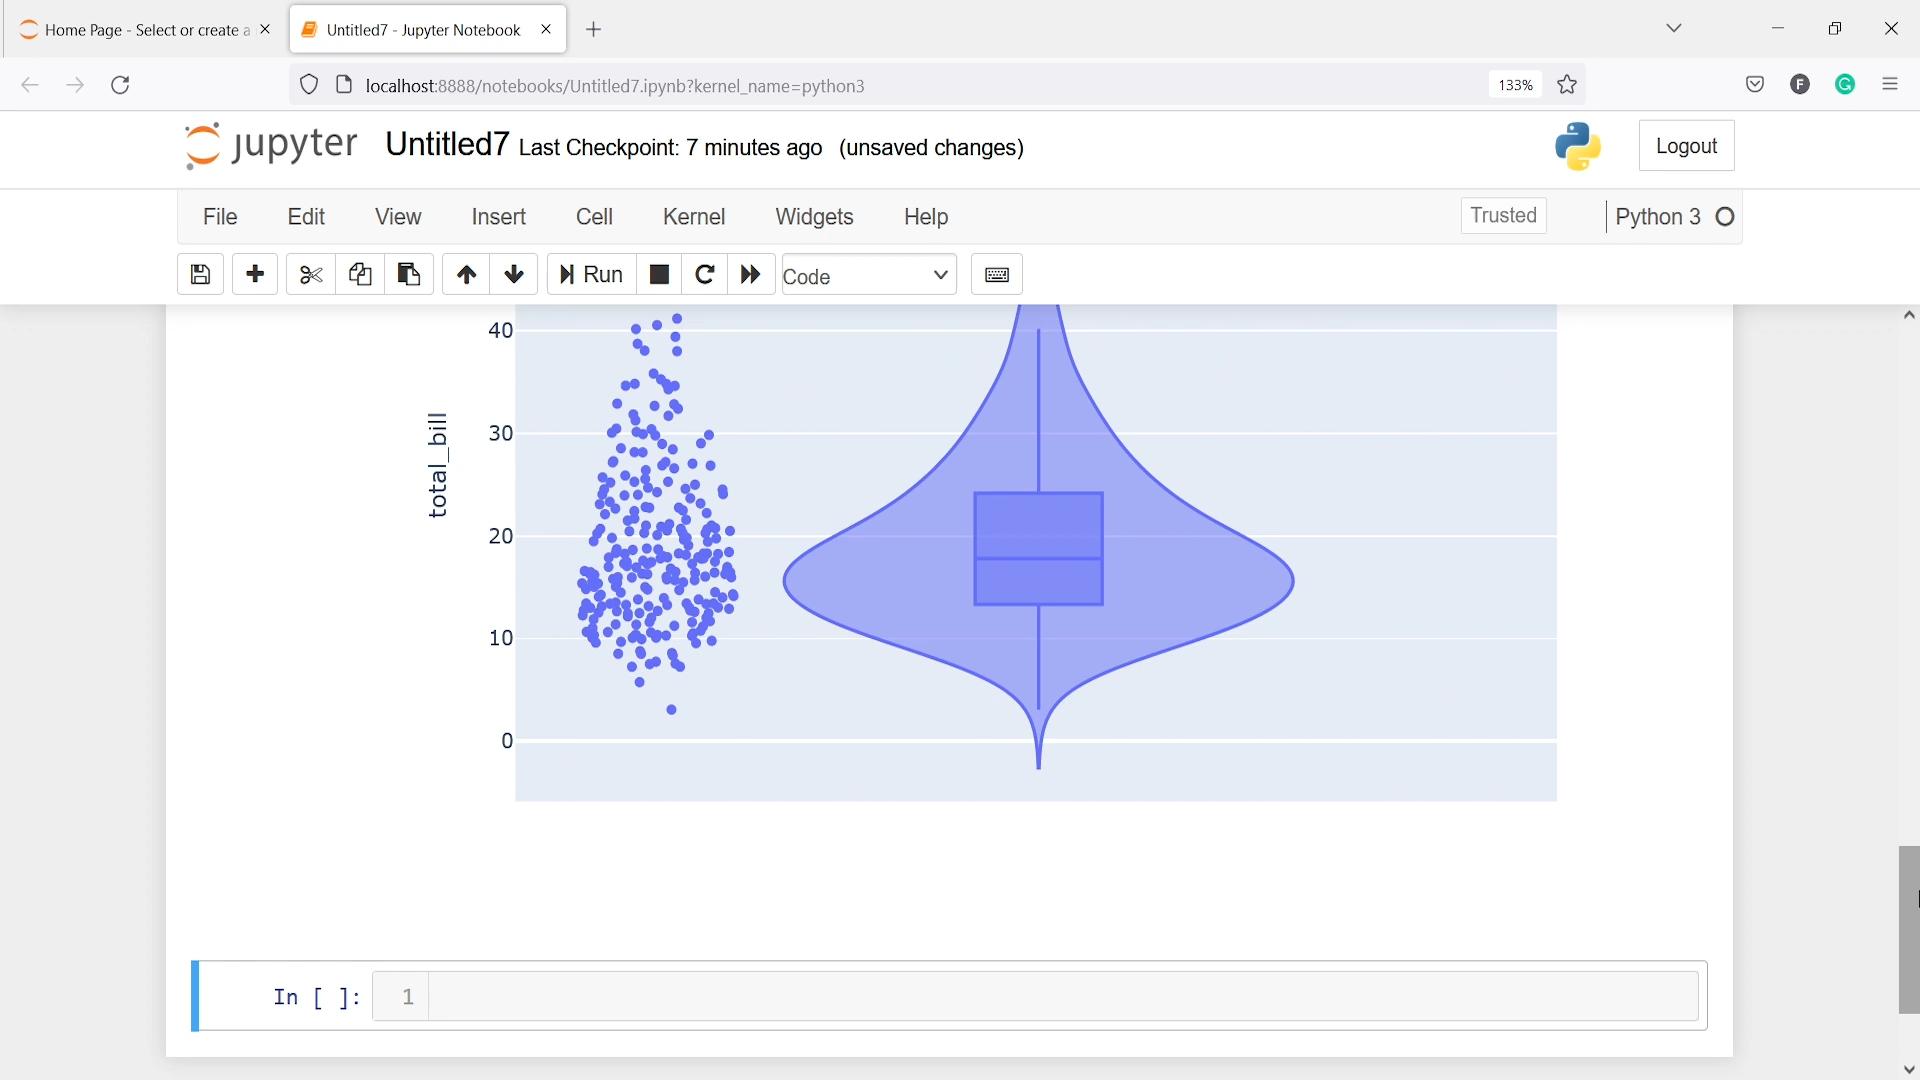 Home Page - Select or create a
Untitled7 - Jupyter Notebook
localhost:8888/notebooks/Untitled7.ipynb?kernel_name=python3
133%
F
G
jupyter Untitled7 Last Checkpoint: 7 minutes ago (unsaved changes)
Logout
File Edit View Insert Cell Kernel Widgets Help
Trusted
Python 3
Run
Code
40
30
20
10
0
total_bill
In [ ]:
1